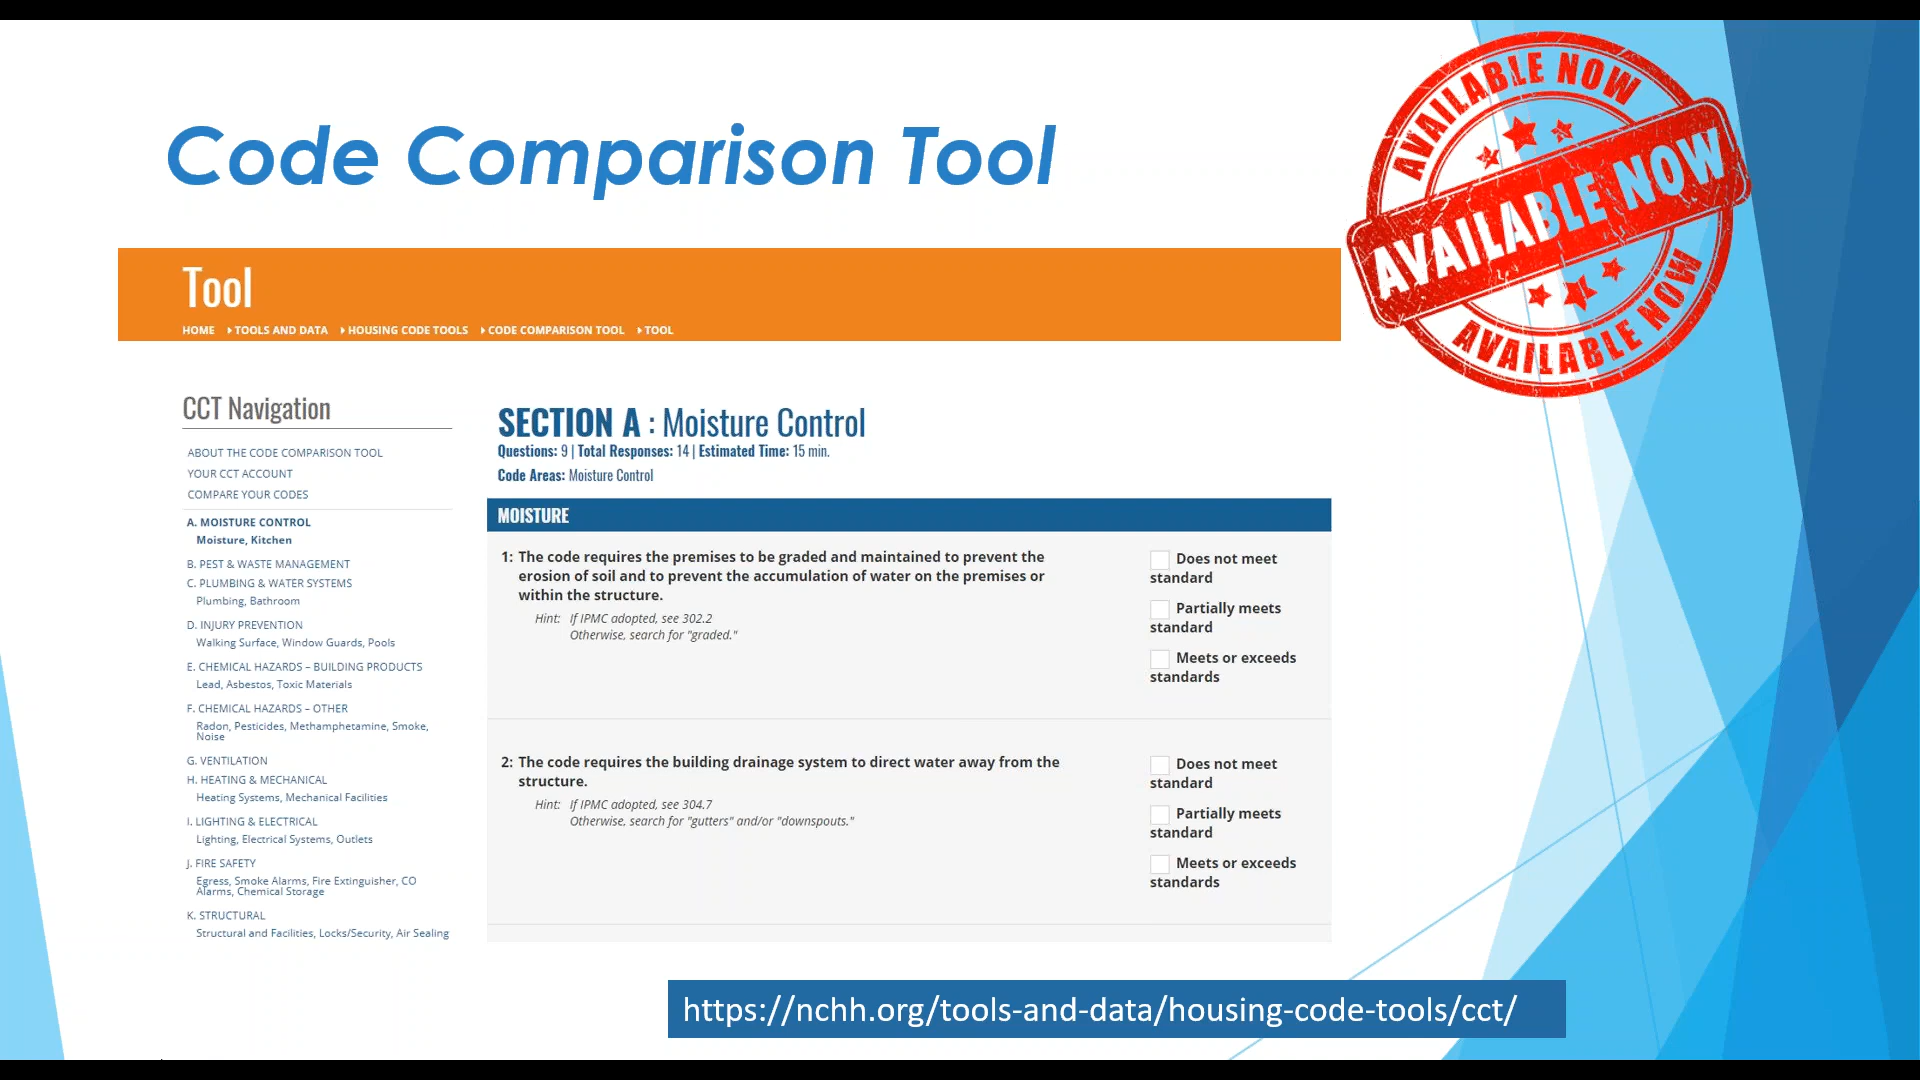 Code Comparison Tool
AVAILABLE NOW
AVAILABLE NOW
AVAILABLE NOW
Tool
HOME TOOLS AND DATA HOUSING CODE TOOLS CODE COMPARISON TOOL TOOL
CCT Navigation
ABOUT THE CODE COMPARISON TOOL
YOUR CCT ACCOUNT
COMPARE YOUR CODES
A. MOISTURE CONTROL
Moisture, Kitchen
B. PEST & WASTE MANAGEMENT
C. PLUMBING & WATER SYSTEMS
Plumbing, Bathroom
D. INJURY PREVENTION
Walking Surface, Window Guards, Pools
E. CHEMICAL HAZARDS – BUILDING PRODUCTS
Lead, Asbestos, Toxic Materials
F. CHEMICAL HAZARDS – OTHER
Radon, Pesticides, Methamphetamine, Smoke,
Noise
G. VENTILATION
H. HEATING & MECHANICAL
Heating Systems, Mechanical Facilities
I. LIGHTING & ELECTRICAL
Lighting, Electrical Systems, Outlets
J. FIRE SAFETY
Egress, Smoke Alarms, Fire Extinguisher, CO
Alarms, Chemical Storage
K. STRUCTURAL
Structural and Facilities, Locks/Security, Air Sealing
SECTION A : Moisture Control
Questions: 9 | Total Responses: 14 | Estimated Time: 15 min.
Code Areas: Moisture Control
MOISTURE
1: The code requires the premises to be graded and maintained to prevent the
erosion of soil and to prevent the accumulation of water on the premises or
within the structure.
Hint: If IPMC adopted, see 302.2
Otherwise, search for "graded."
Does not meet
standard
Partially meets
standard
Meets or exceeds
standards
2: The code requires the building drainage system to direct water away from the
structure.
Hint: If IPMC adopted, see 304.7
Otherwise, search for "gutters" and/or "downspouts."
Does not meet
standard
Partially meets
standard
Meets or exceeds
standards
https://nchh.org/tools-and-data/housing-code-tools/cct/